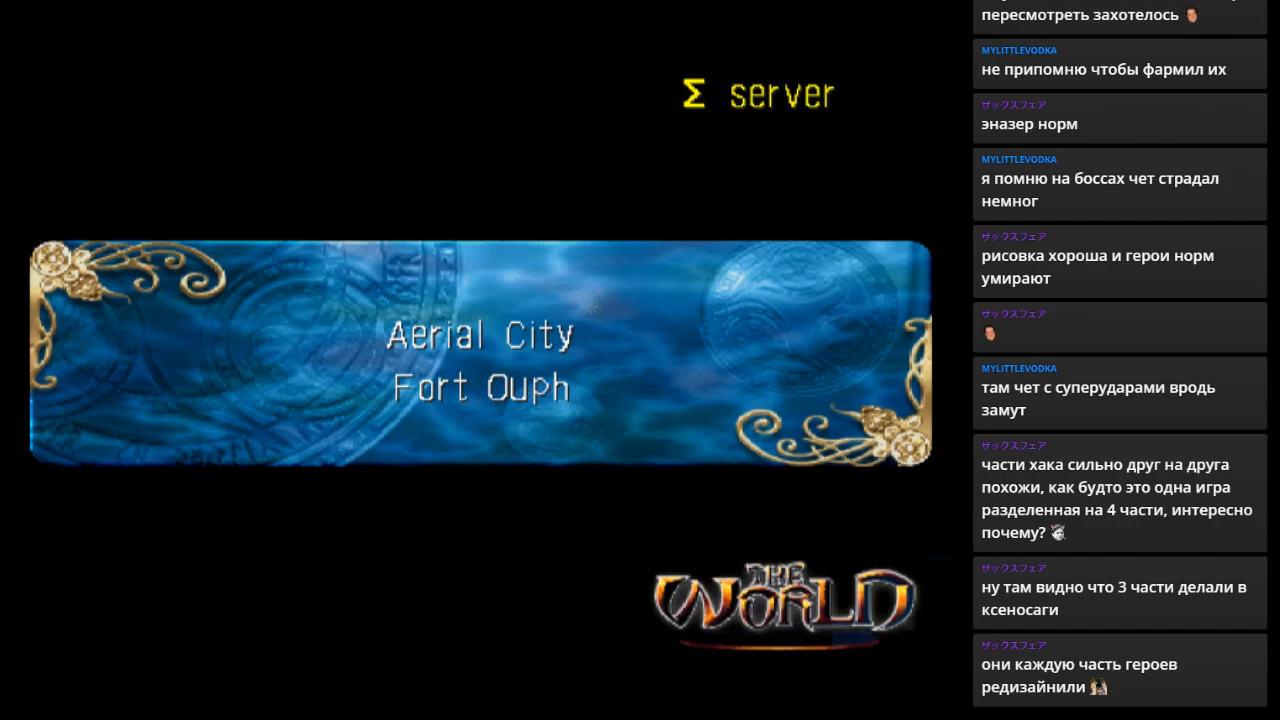 Σ server
Aerial City
Fort Ouph
THE
WORLD
пересмотреть захотелось
MYLITTLEVODKA
не припомню чтобы фармил их
ザックスフェア
эназер норм
MYLITTLEVODKA
я помню на боссах чет страдал
немног
ザックスフェア
рисовка хороша и герои норм
умирают
ザックスフェア
MYLITTLEVODKA
там чет с суперударами вродь
замут
ザックスフェア
части хака сильно друг на друга
похожи, как будто это одна игра
разделенная на 4 части, интересно
почему?
ザックスフェア
ну там видно что 3 части делали в
ксеносаги
ザックスフェア
они каждую часть героев
редизайнили